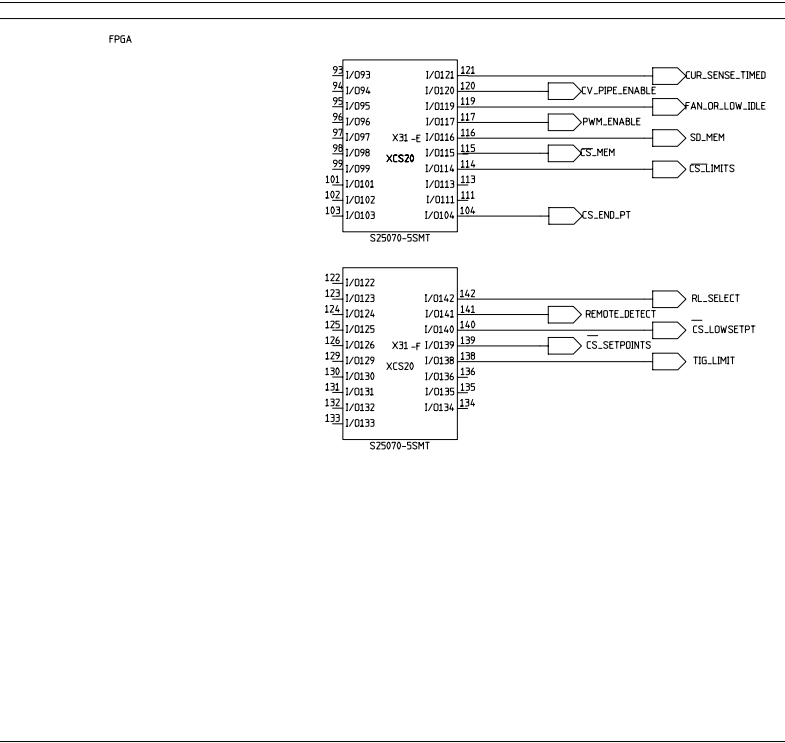 FPGA
93 I/O93 I/O121 121 CUR_SENSE_TIMED
94 I/O94 I/O120 120 CV_PIPE_ENABLE
95 I/O95 I/O119 119 FAN_OR_LOW_IDLE
96 I/O96 I/O117 117 PWM_ENABLE
97 I/O97 X31-E I/O116 116 SD_MEM
98 I/O98 XCS20 I/O115 115 CS_MEM
99 I/O99 I/O114 114 CS_LIMITS
101 I/O101 I/O113 113
102 I/O102 I/O111 111
103 I/O103 I/O104 104 CS_END_PT
S25070-5SMT
122 I/O122
123 I/O123 I/O142 142 RL_SELECT
124 I/O124 I/O141 141 REMOTE_DETECT
125 I/O125 I/O140 140 CS_LOWSETPT
126 I/O126 X31-F I/O139 139 CS_SETPOINTS
129 I/O129 XCS20 I/O138 138 TIG_LIMIT
130 I/O130 I/O136 136
131 I/O131 I/O135 135
132 I/O132 I/O134 134
133 I/O133
S25070-5SMT